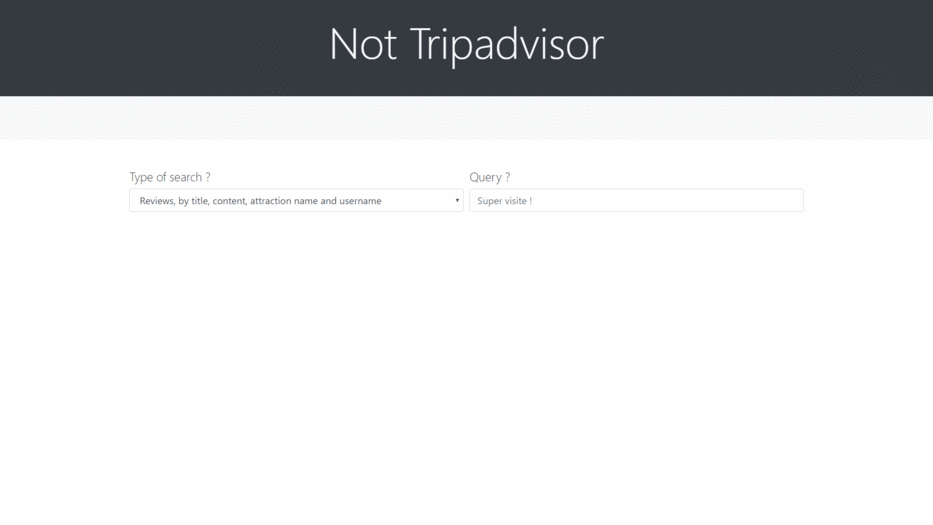 Not Tripadvisor
Type of search ?
Query ?
Reviews, by title, content, attraction name and username
Super visite !